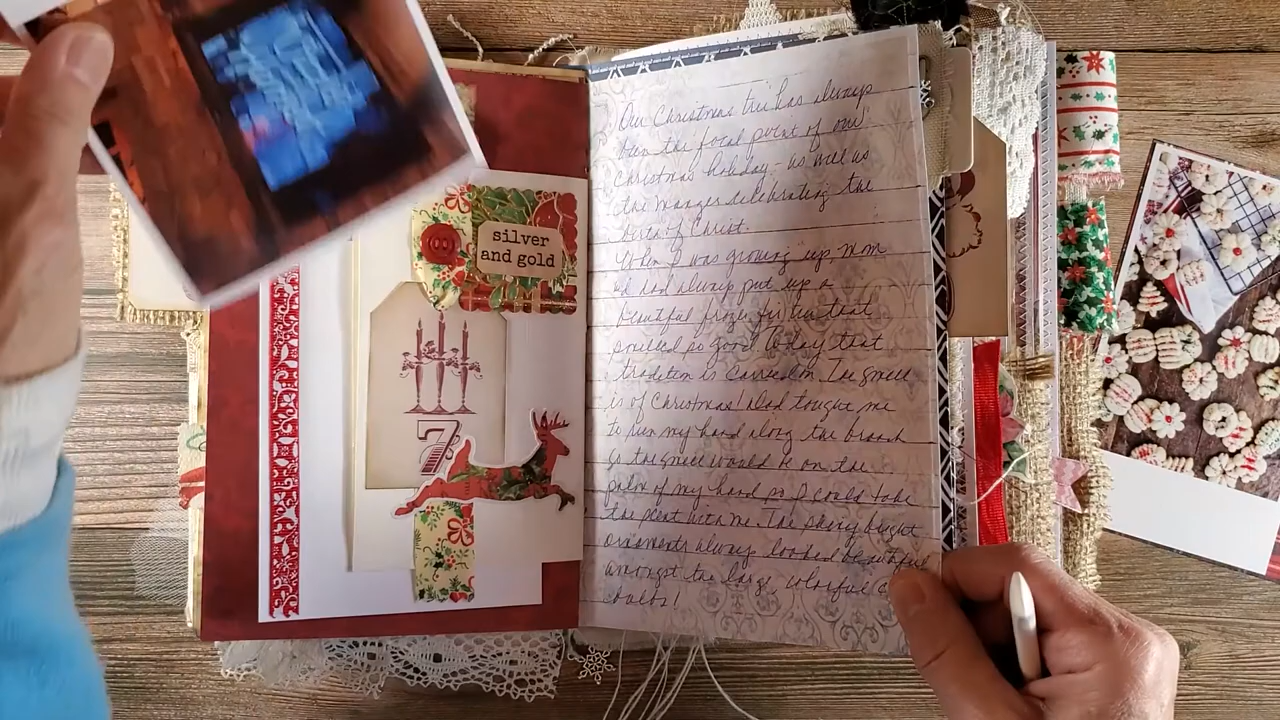 silver
and gold
7
Our Christmas tree has always
been the focal point of our
Christmas holiday - as well as
the manger celebrating the
birth of Christ.
When I was growing up, mom
and dad always put up a
beautiful frazer fir tree that
smelled so good. Today that
tradition is carried on. The smell
is of Christmas! Dad taught me
to run my hand along the branch
so the smell would be on the
palm of my hand so I could take
the scent with me. The shiny bright
ornaments always looked beautiful
amongst the large, colorful
bulbs!